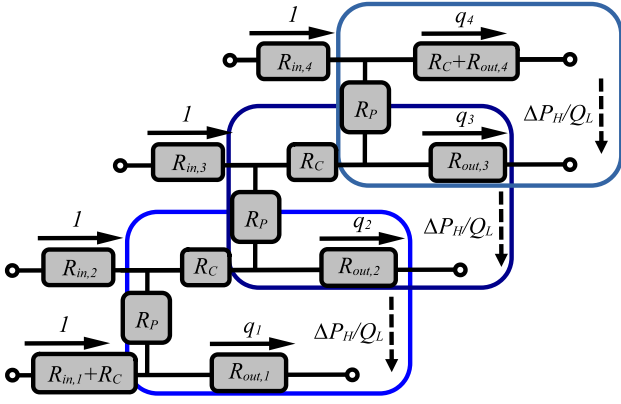 1 q4
Rin,4 RC+Rout,4
RP ΔPH/QL
1 q3
Rin,3 RC Rout,3
RP ΔPH/QL
1 q2
Rin,2 RC Rout,2
RP ΔPH/QL
1 q1
Rin,1+RC Rout,1